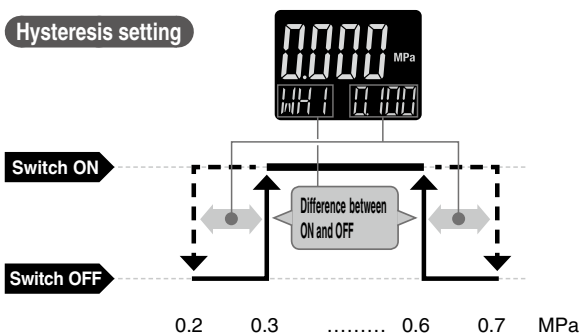 Hysteresis setting
0.000 MPa
WH1 0.100
Switch ON
Difference between
ON and OFF
Switch OFF
0.2 0.3 ......... 0.6 0.7 MPa